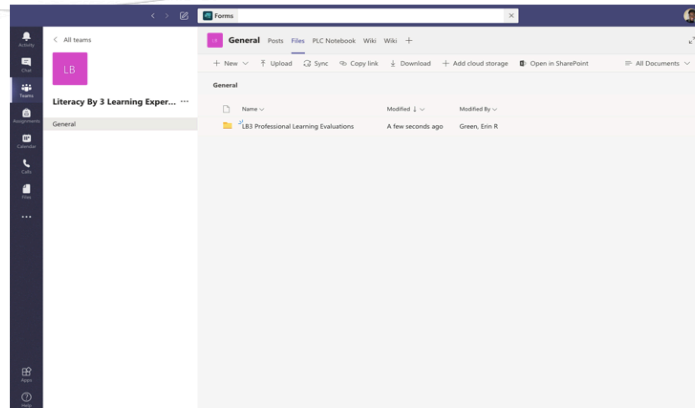 Forms
Activity
Chat
Teams
Assignments
Calendar
Calls
Files
Apps
Help
All teams
LB
Literacy By 3 Learning Exper...
General
General Posts Files PLC Notebook Wiki Wiki
New Upload Sync Copy link Download Add cloud storage Open in SharePoint All Documents
General
Name Modified Modified By
LB3 Professional Learning Evaluations A few seconds ago Green, Erin R